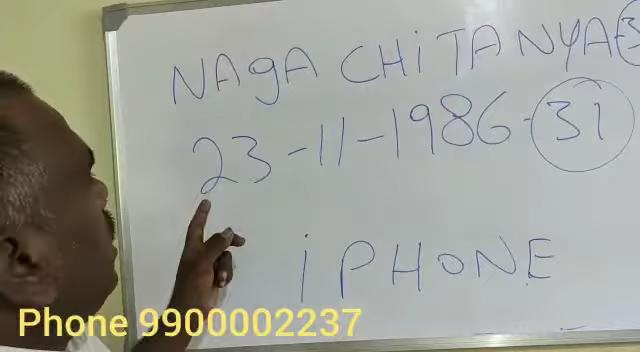 NAgA CHiTANYA=
23-11-1986-31
iPHONE
Phone 9900002237